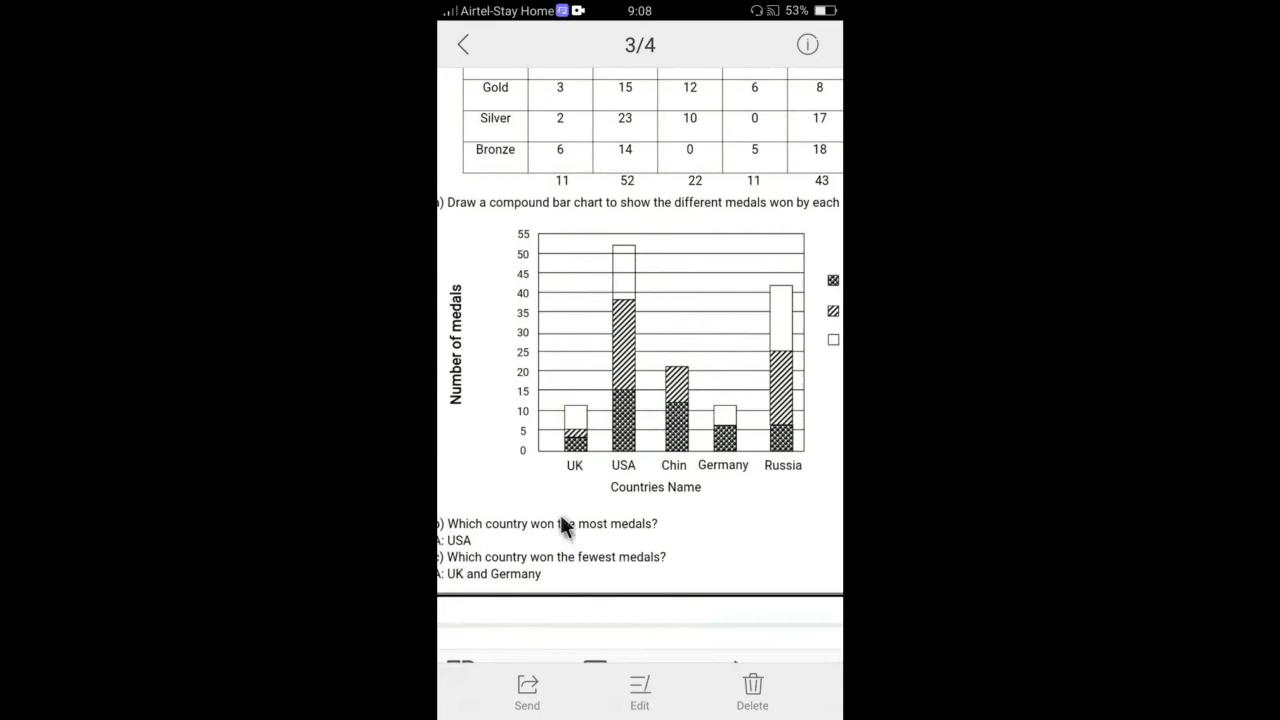 Airtel-Stay Home 9:08 53%
3/4
Gold 3 15 12 6 8
Silver 2 23 10 0 17
Bronze 6 14 0 5 18
11 52 22 11 43
) Draw a compound bar chart to show the different medals won by each
55
50
45
40
35
30
25
20
15
10
5
0
Number of medals
UK USA Chin Germany Russia
Countries Name
) Which country won the most medals?
A: USA
c) Which country won the fewest medals?
A: UK and Germany
Send Edit Delete